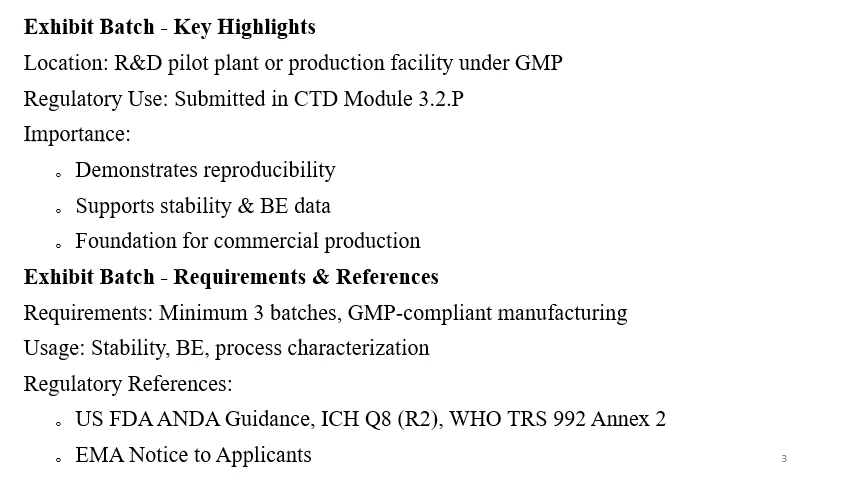 Exhibit Batch - Key Highlights
Location: R&D pilot plant or production facility under GMP
Regulatory Use: Submitted in CTD Module 3.2.P
Importance:
Demonstrates reproducibility
Supports stability & BE data
Foundation for commercial production
Exhibit Batch - Requirements & References
Requirements: Minimum 3 batches, GMP-compliant manufacturing
Usage: Stability, BE, process characterization
Regulatory References:
US FDA ANDA Guidance, ICH Q8 (R2), WHO TRS 992 Annex 2
EMA Notice to Applicants
3